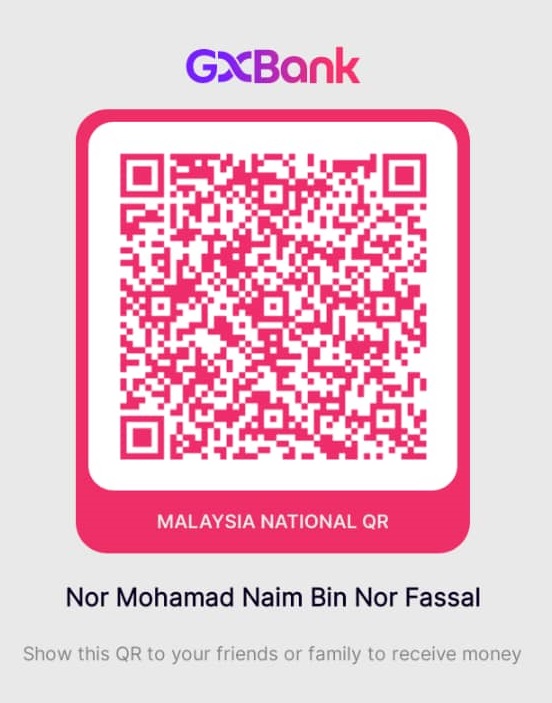 GXBank
MALAYSIA NATIONAL QR
Nor Mohamad Naim Bin Nor Fassal
Show this QR to your friends or family to receive money